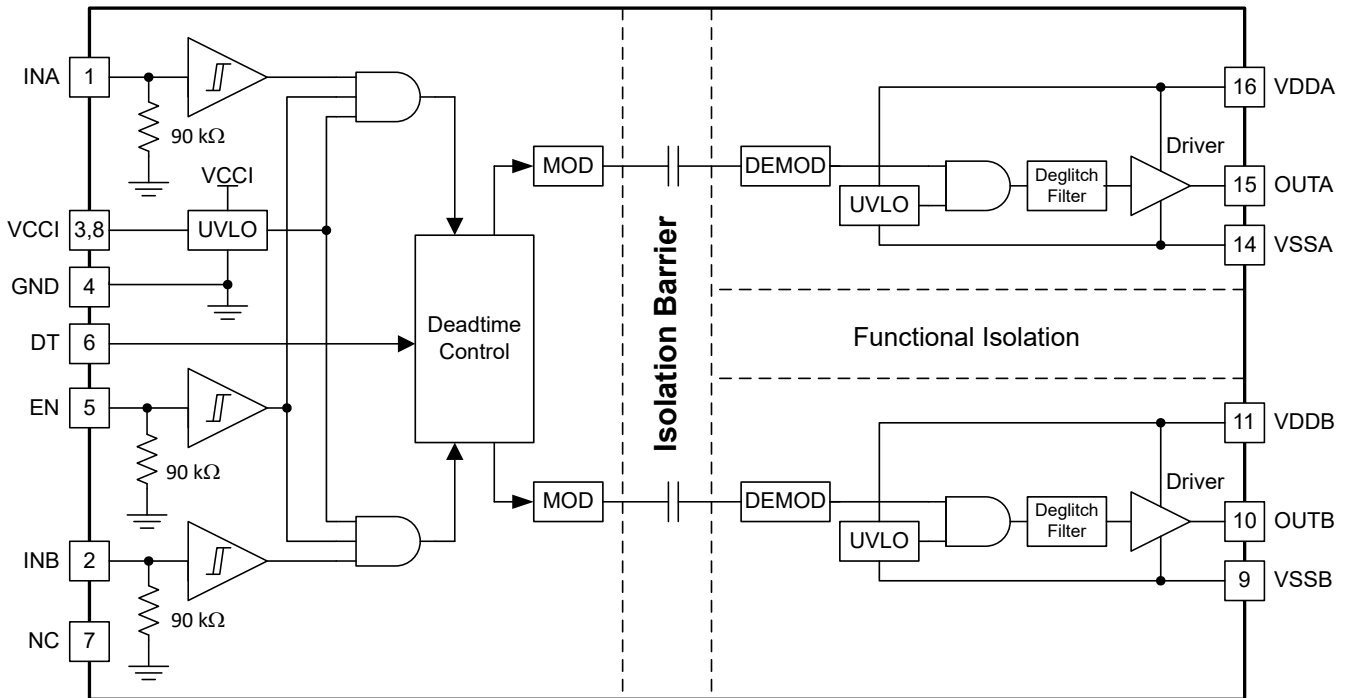 INA
1
90 kΩ
VCCI
VCCI
3,8
UVLO
GND
4
DT
6
EN
5
90 kΩ
INB
2
90 kΩ
NC
7
Deadtime
Control
MOD
MOD
Isolation Barrier
DEMOD
UVLO
Deglitch
Filter
Driver
16
VDDA
15
OUTA
14
VSSA
Functional Isolation
DEMOD
UVLO
Deglitch
Filter
Driver
11
VDDB
10
OUTB
9
VSSB